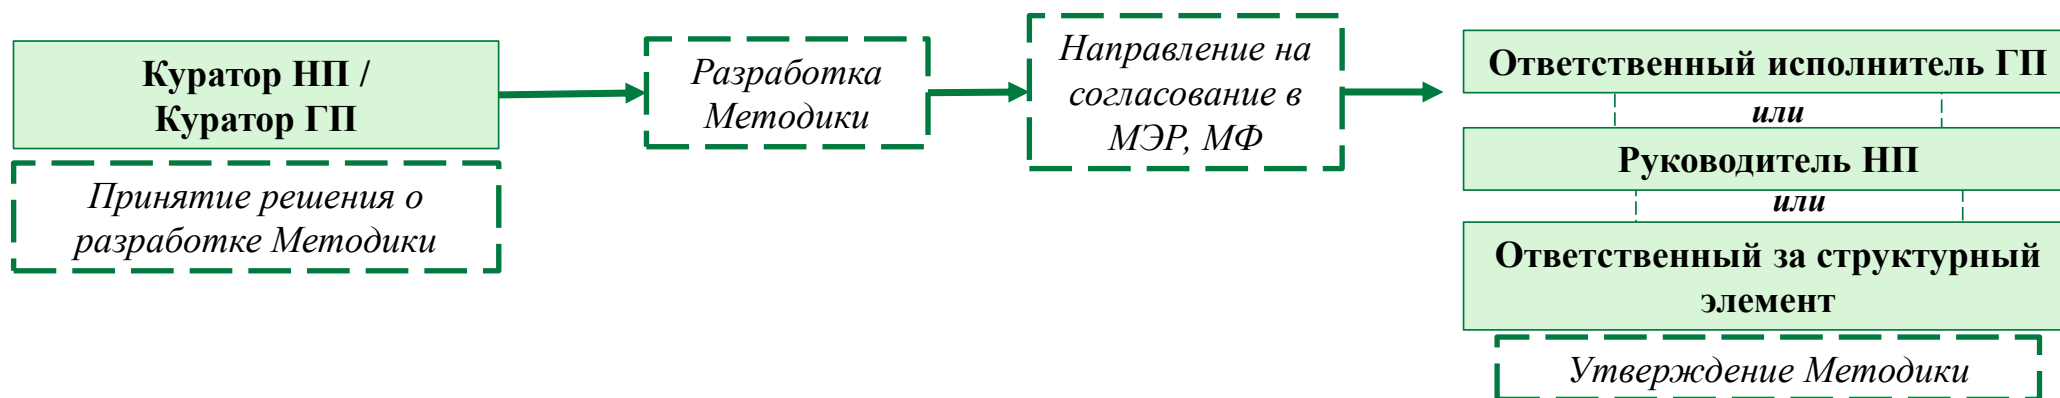 Куратор НП /
Куратор ГП
Принятие решения о
разработке Методики
Разработка
Методики
Направление на
согласование в
МЭР, МФ
Ответственный исполнитель ГП
или
Руководитель НП
или
Ответственный за структурный
элемент
Утверждение Методики